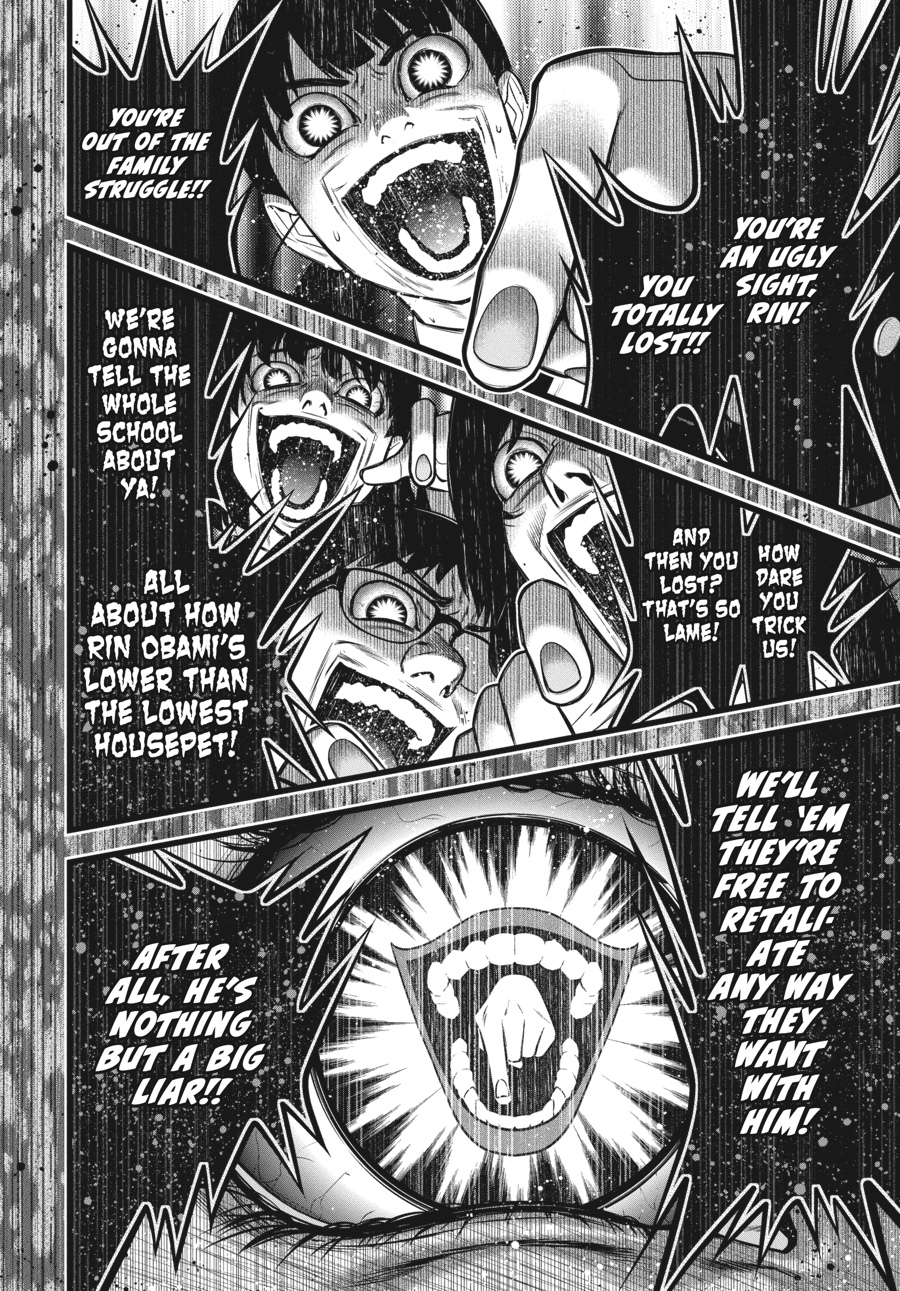 YOU'RE
AN UGLY
SIGHT,
RIN!
YOU
TOTALLY
LOST!!
YOU'RE
OUT OF THE
FAMILY
STRUGGLE!!
HOW
DARE
YOU
TRICK
US!
AND
THEN YOU
LOST?
THAT'S SO
LAME!
WE'RE
GONNA
TELL THE
WHOLE
SCHOOL
ABOUT
YA!
ALL
ABOUT HOW
RIN OBAMI'S
LOWER THAN
THE LOWEST
HOUSEPET!
WE'LL
TELL 'EM
THEY'RE
FREE TO
RETALI-
ATE
ANY WAY
THEY
WANT
WITH
HIM!
AFTER
ALL, HE'S
NOTHING
BUT A BIG
LIAR!!